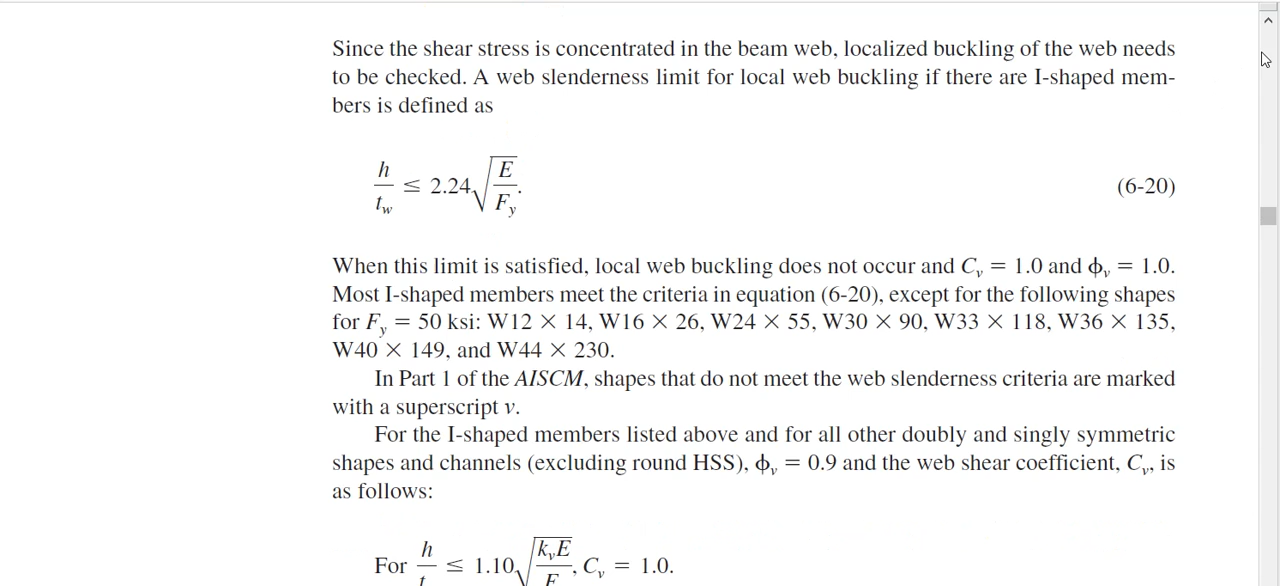 Since the shear stress is concentrated in the beam web, localized buckling of the web needs
to be checked. A web slenderness limit for local web buckling if there are I-shaped mem-
bers is defined as
h/t_w ≤ 2.24√(E/F_y). (6-20)
When this limit is satisfied, local web buckling does not occur and C_v = 1.0 and ϕ_v = 1.0.
Most I-shaped members meet the criteria in equation (6-20), except for the following shapes
for F_y = 50 ksi: W12 × 14, W16 × 26, W24 × 55, W30 × 90, W33 × 118, W36 × 135,
W40 × 149, and W44 × 230.
In Part 1 of the AISCM, shapes that do not meet the web slenderness criteria are marked
with a superscript v.
For the I-shaped members listed above and for all other doubly and singly symmetric
shapes and channels (excluding round HSS), ϕ_v = 0.9 and the web shear coefficient, C_v, is
as follows:
For h/t ≤ 1.10√(k_vE/F), C_v = 1.0.